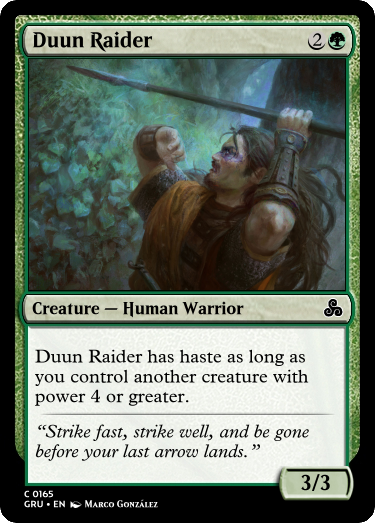 Duun Raider 2
Creature — Human Warrior
Duun Raider has haste as long as
you control another creature with
power 4 or greater.
“Strike fast, strike well, and be gone
before your last arrow lands.”
3/3
C 0165
GRU • EN Marco González